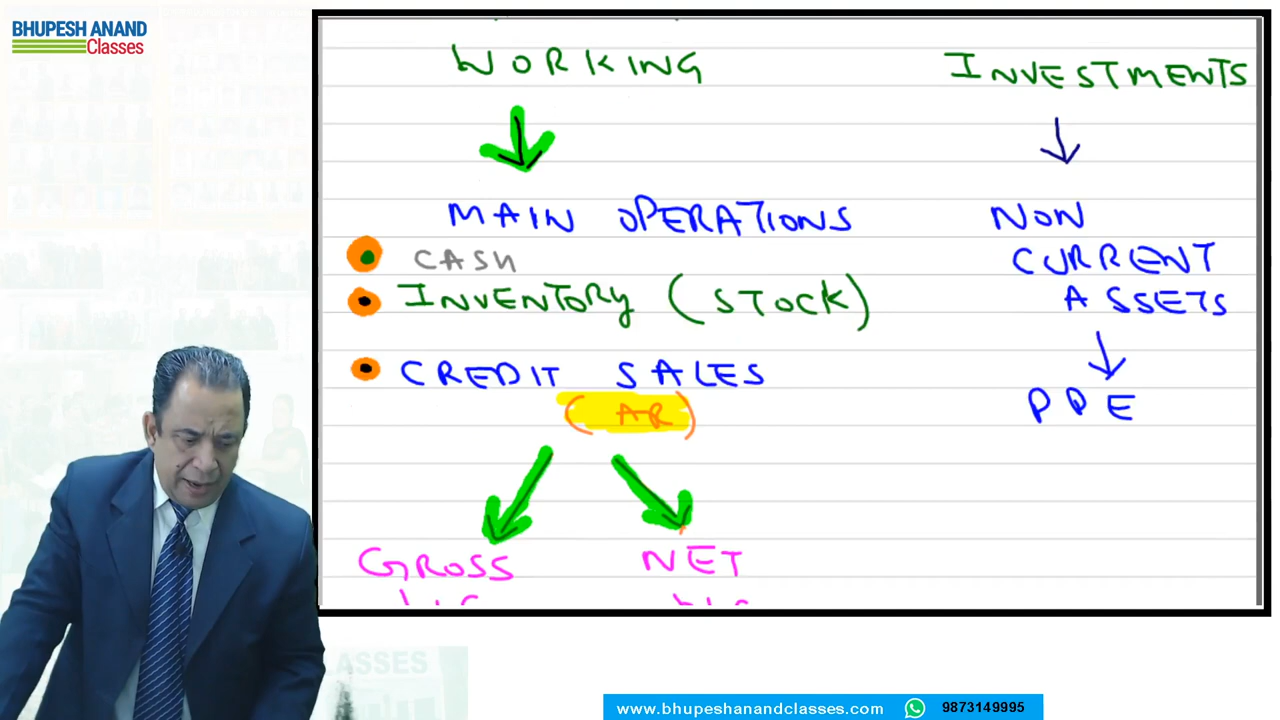 BHUPESH ANAND
Classes
WORKING
INVESTMENTS
MAIN OPERATIONS
NON
CURRENT
ASSETS
PPE
CASH
INVENTORY (STOCK)
CREDIT SALES
(AR)
GROSS
NET
CLASSES
www.bhupeshanandclasses.com
9873149995